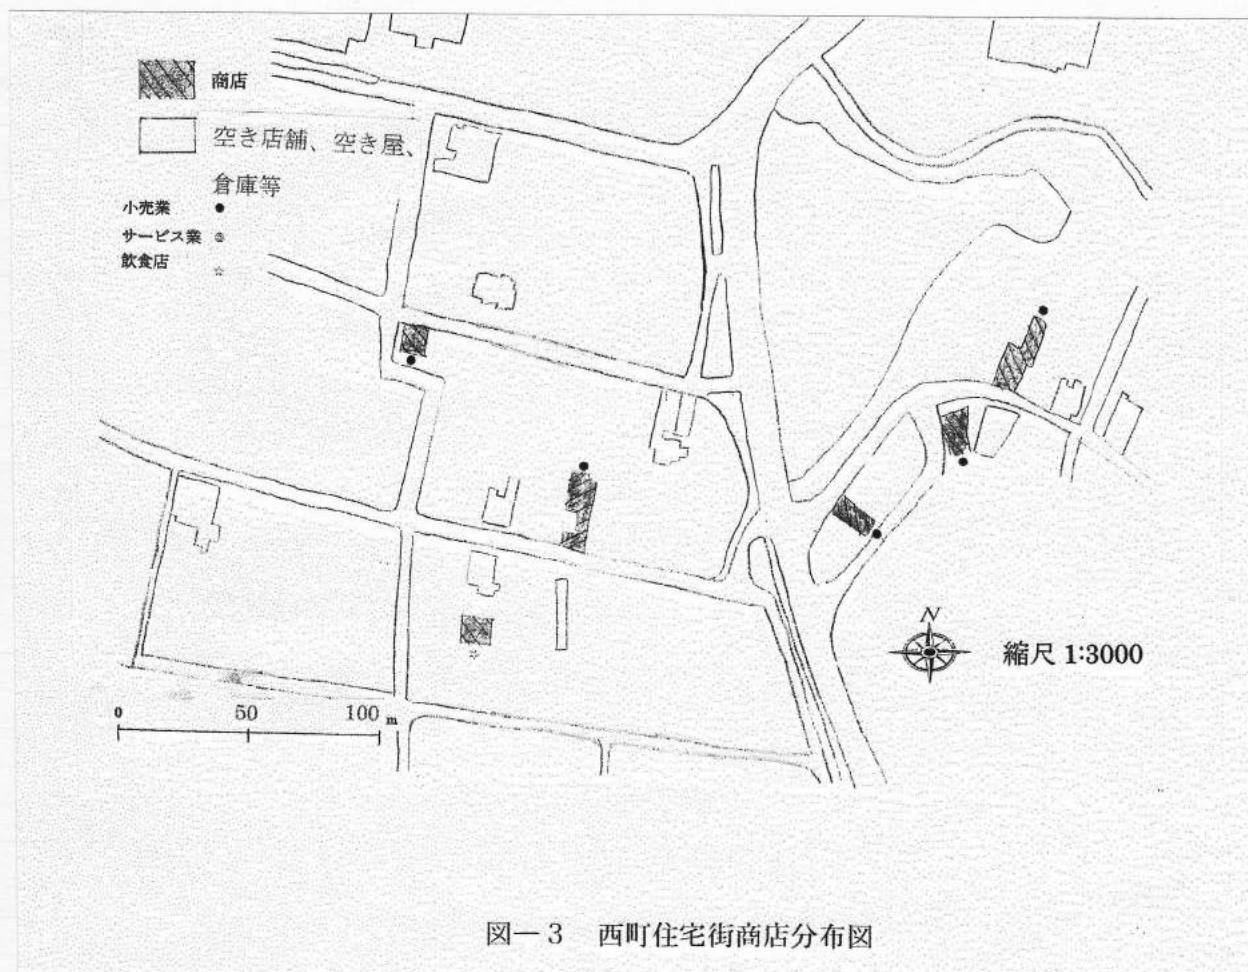 商店
空き店舗、空き屋、
倉庫等
小売業
サービス業
飲食店
N
縮尺 1:3000
0 50 100 m
図―3 西町住宅街商店分布図